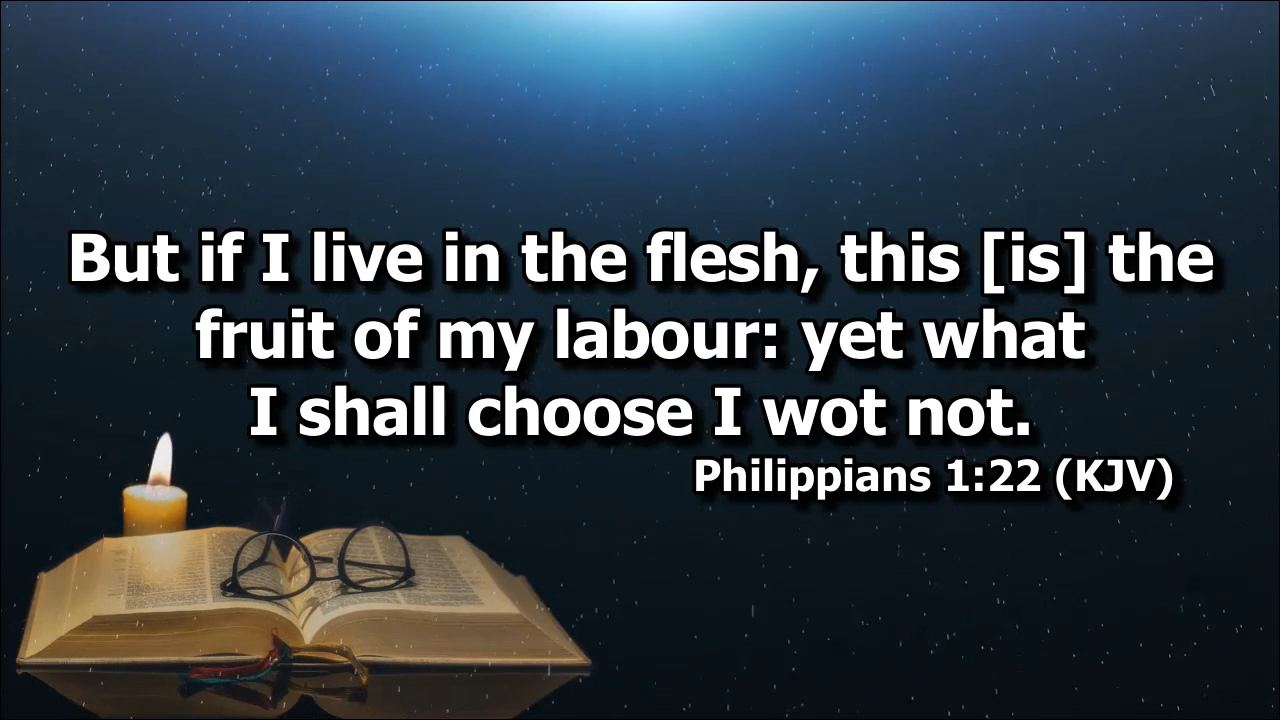 But if I live in the flesh, this [is] the
fruit of my labour: yet what
I shall choose I wot not.
Philippians 1:22 (KJV)